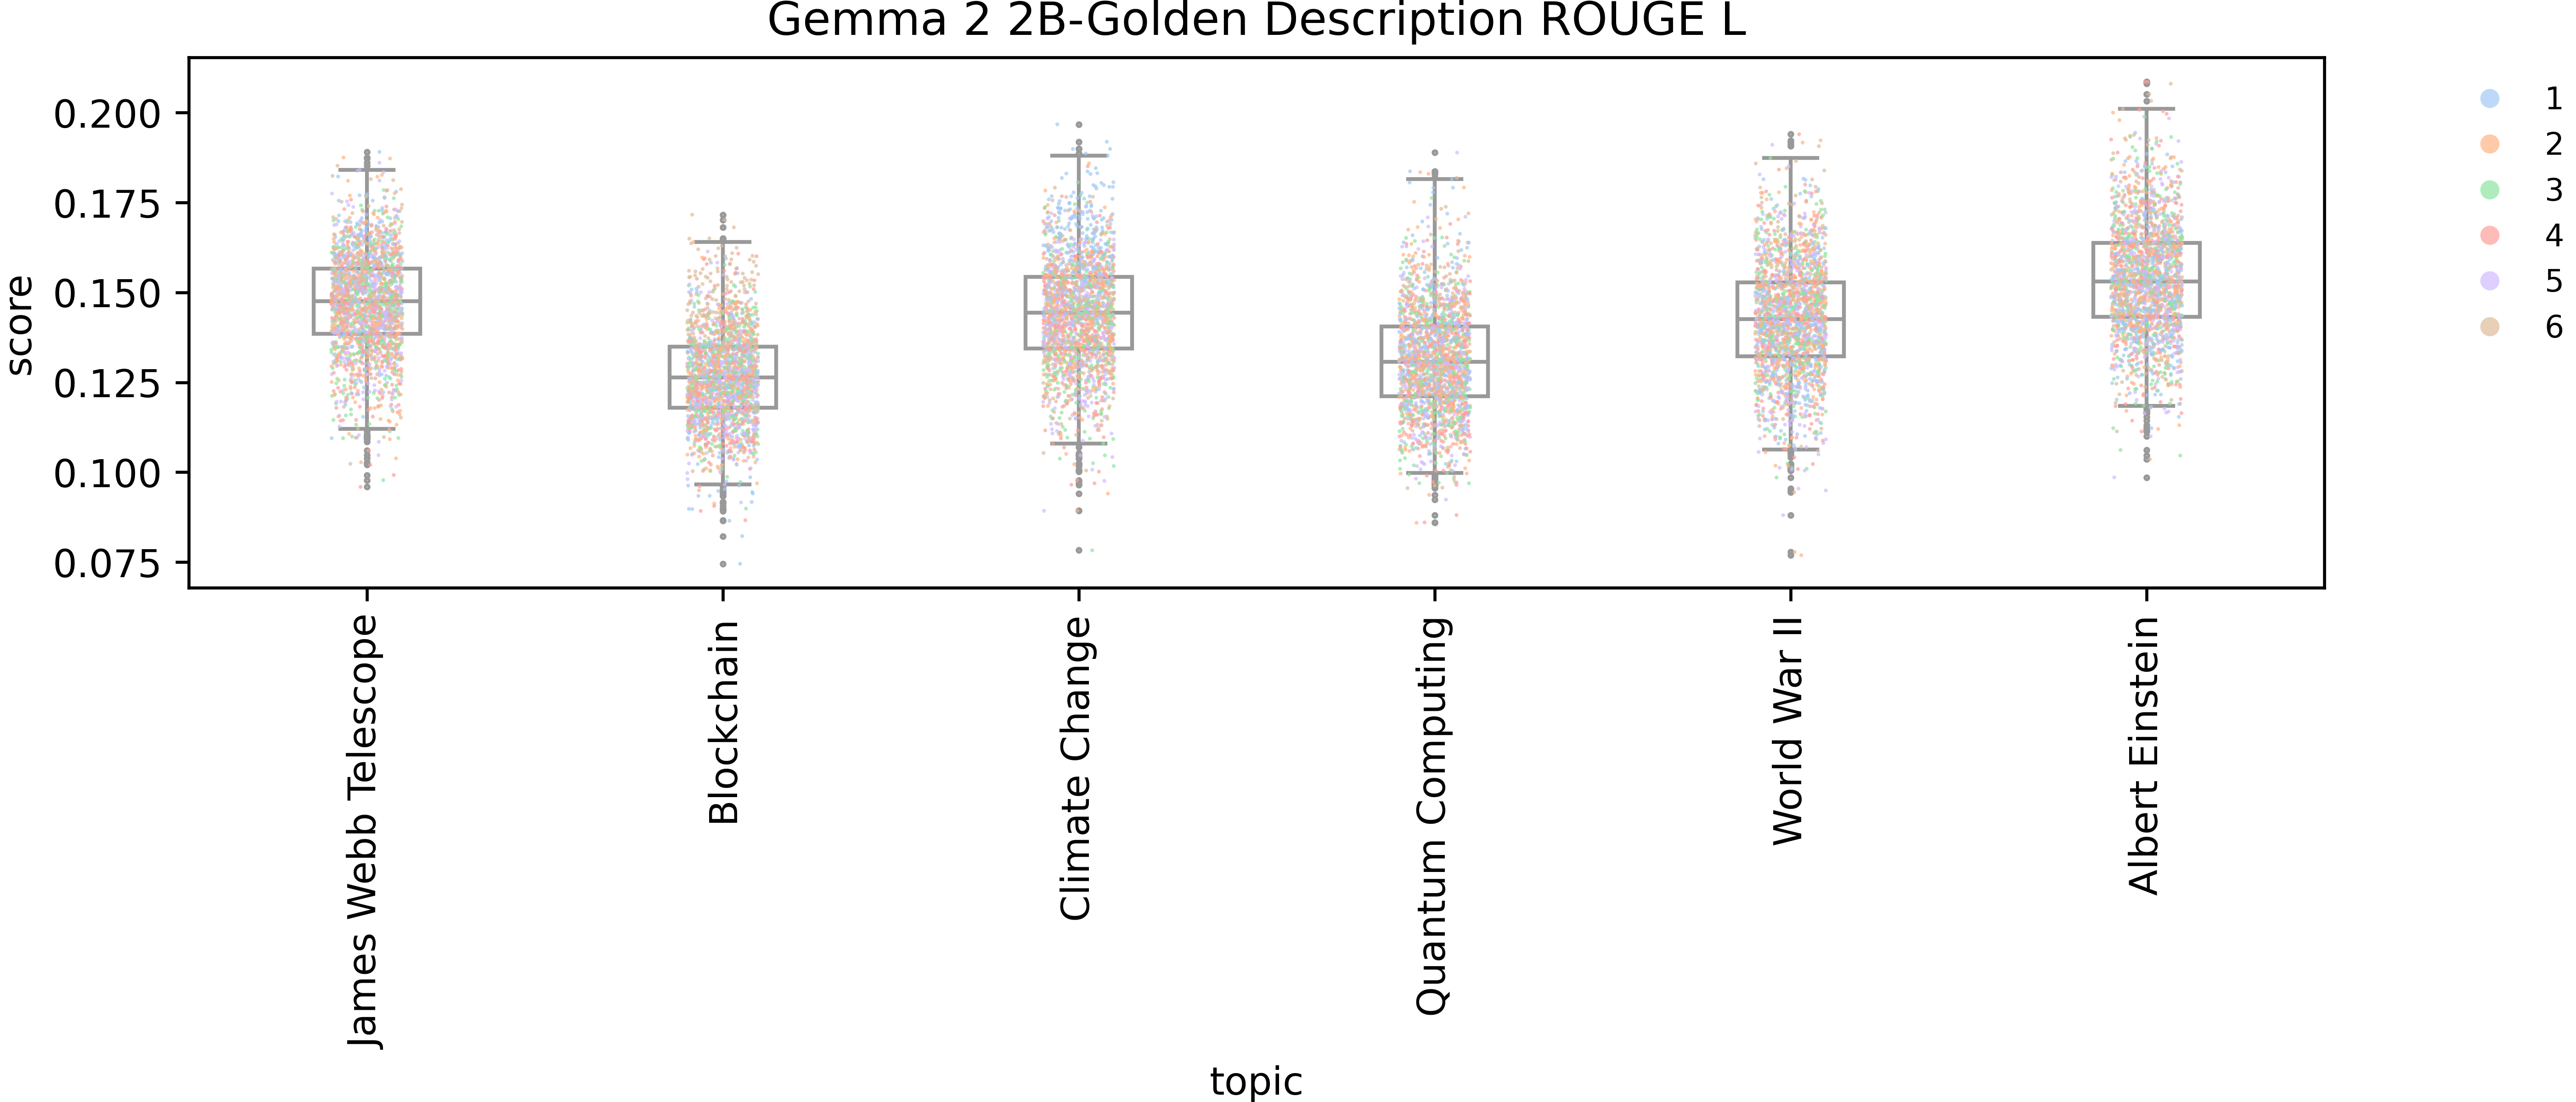 Gemma 2 2B-Golden Description ROUGE L
score
0.200
0.175
0.150
0.125
0.100
0.075
James Webb Telescope
Blockchain
Climate Change
Quantum Computing
World War II
Albert Einstein
topic
1
2
3
4
5
6